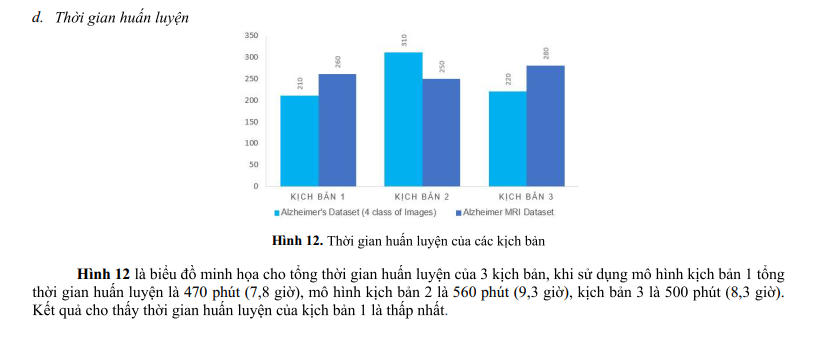 d. Thời gian huấn luyện
350
300
250
200
150
100
50
0
210
260
310
250
220
280
KỊCH BẢN 1 KỊCH BẢN 2 KỊCH BẢN 3
Alzheimer's Dataset (4 class of Images) Alzheimer MRI Dataset
Hình 12. Thời gian huấn luyện của các kịch bản
Hình 12 là biểu đồ minh họa cho tổng thời gian huấn luyện của 3 kịch bản, khi sử dụng mô hình kịch bản 1 tổng
thời gian huấn luyện là 470 phút (7,8 giờ), mô hình kịch bản 2 là 560 phút (9,3 giờ), kịch bản 3 là 500 phút (8,3 giờ).
Kết quả cho thấy thời gian huấn luyện của kịch bản 1 là thấp nhất.